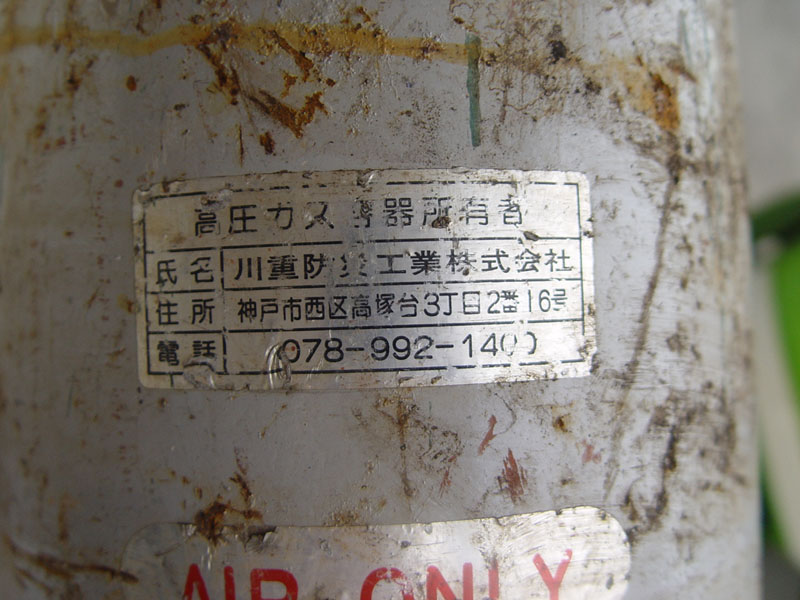 高圧ガス容器所有者
氏名 川重防災工業株式会社
住所 神戸市西区高塚台3丁目2番16号
電話 078-992-1400
AIR ONLY